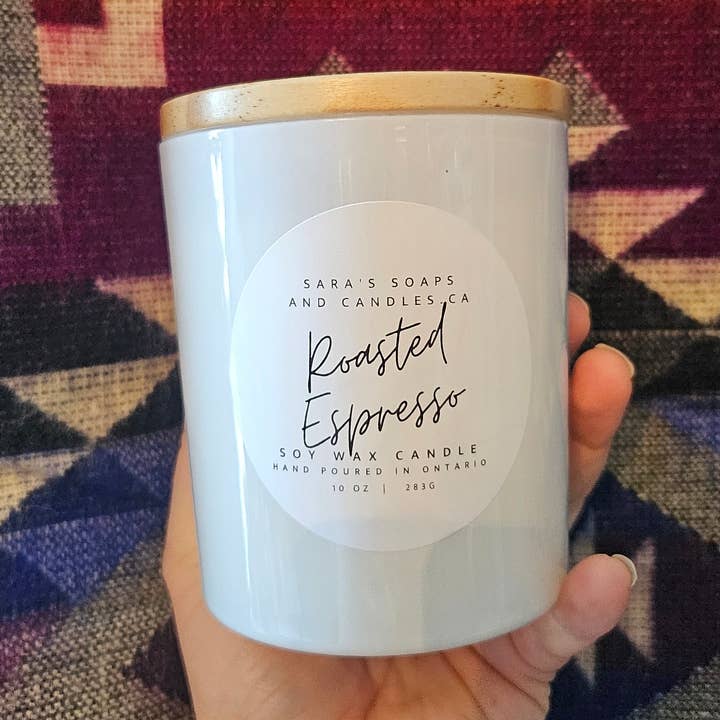 SARA'S SOAPS
AND CANDLES.CA
Roasted
Espresso
SOY WAX CANDLE
HAND POURED IN ONTARIO
10 OZ | 283G